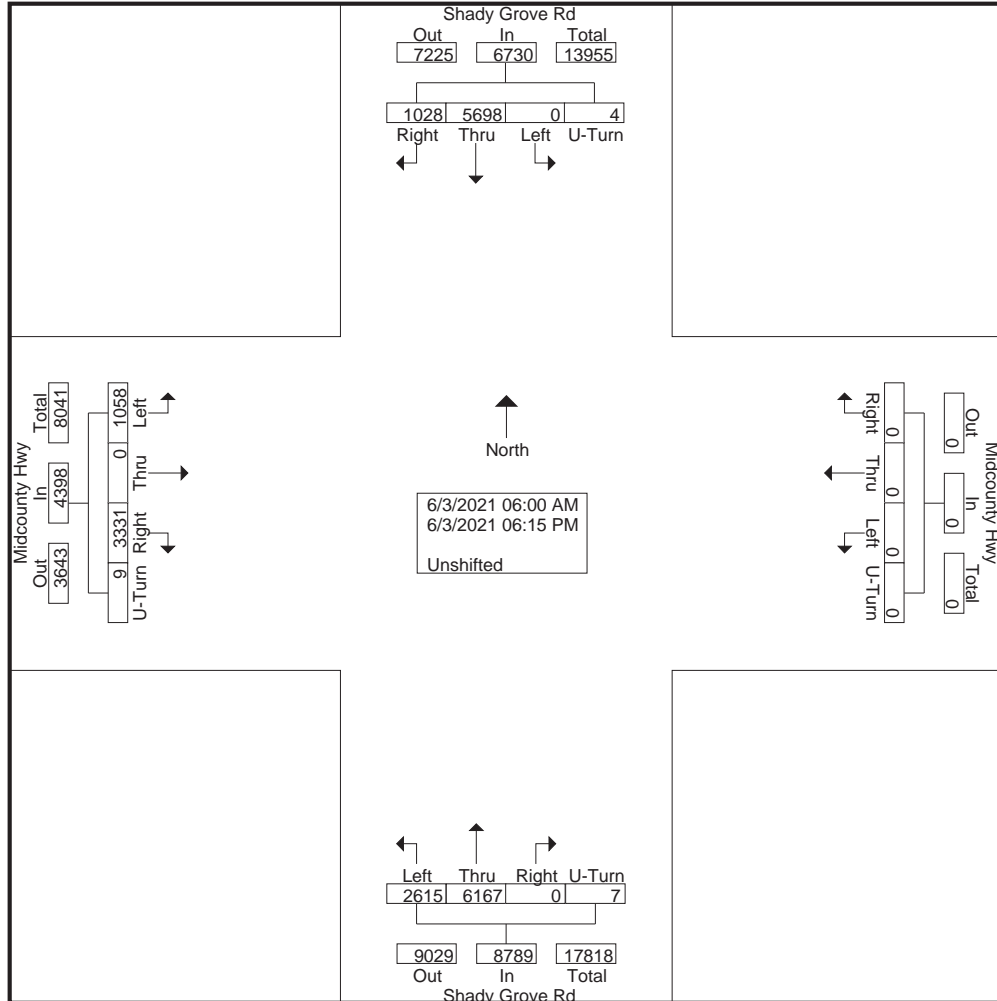 Shady Grove Rd
Out In Total
7225 6730 13955
1028 5698 0 4
Right Thru Left U-Turn
Midcounty Hwy
Total In Out
8041 4398 3643
1058 0 3331 9
Left Thru Right U-Turn
North
6/3/2021 06:00 AM
6/3/2021 06:15 PM
Unshifted
Right Thru Left U-Turn
0 0 0 0
Out In Total
0 0 0
Midcounty Hwy
Left Thru Right U-Turn
2615 6167 0 7
9029 8789 17818
Out In Total
Shady Grove Rd